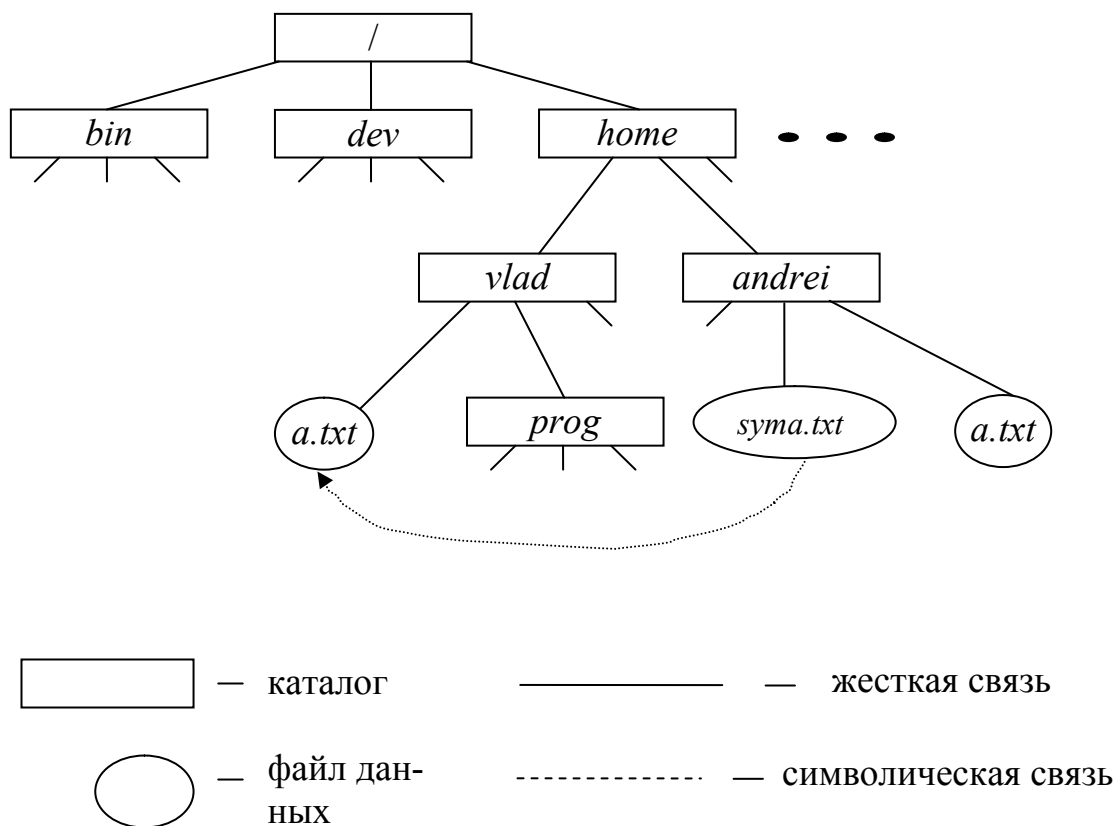 /
bin
dev
home
vlad
andrei
a.txt
prog
syma.txt
a.txt
— каталог
— жесткая связь
— файл дан-
ных
— символическая связь